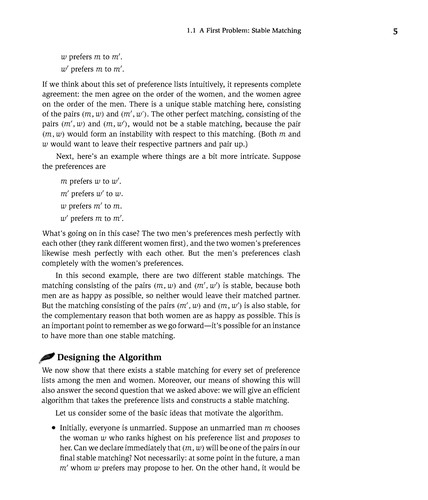 1.1 A First Problem: Stable Matching 5
w prefers m to m′.
w′ prefers m to m′.
If we think about this set of preference lists intuitively, it represents complete
agreement: the men agree on the order of the women, and the women agree
on the order of the men. There is a unique stable matching here, consisting
of the pairs (m, w) and (m′, w′). The other perfect matching, consisting of the
pairs (m′, w) and (m, w′), would not be a stable matching, because the pair
(m, w) would form an instability with respect to this matching. (Both m and
w would want to leave their respective partners and pair up.)
Next, here's an example where things are a bit more intricate. Suppose
the preferences are
m prefers w to w′.
m′ prefers w′ to w.
w prefers m′ to m.
w′ prefers m to m′.
What's going on in this case? The two men's preferences mesh perfectly with
each other (they rank different women first), and the two women's preferences
likewise mesh perfectly with each other. But the men's preferences clash
completely with the women's preferences.
In this second example, there are two different stable matchings. The
matching consisting of the pairs (m, w) and (m′, w′) is stable, because both
men are as happy as possible, so neither would leave their matched partner.
But the matching consisting of the pairs (m′, w) and (m, w′) is also stable, for
the complementary reason that both women are as happy as possible. This is
an important point to remember as we go forward—it's possible for an instance
to have more than one stable matching.
Designing the Algorithm
We now show that there exists a stable matching for every set of preference
lists among the men and women. Moreover, our means of showing this will
also answer the second question that we asked above: we will give an efficient
algorithm that takes the preference lists and constructs a stable matching.
Let us consider some of the basic ideas that motivate the algorithm.
• Initially, everyone is unmarried. Suppose an unmarried man m chooses
the woman w who ranks highest on his preference list and proposes to
her. Can we declare immediately that (m, w) will be one of the pairs in our
final stable matching? Not necessarily: at some point in the future, a man
m′ whom w prefers may propose to her. On the other hand, it would be